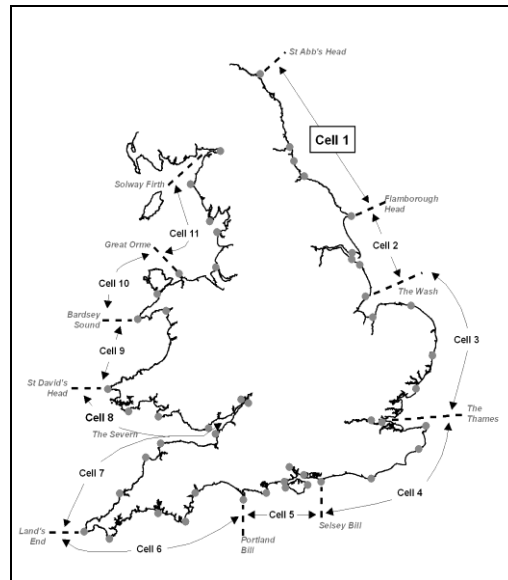 St Abb's Head
Cell 1
Solway Firth
Flamborough
Head
Cell 11
Great Orme
Cell 2
Cell 10
The Wash
Bardsey
Sound
Cell 3
Cell 9
St David's
Head
Cell 8
The
Thames
The Severn
Cell 7
Cell 4
Cell 5
Selsey Bill
Land's
End
Cell 6
Portland
Bill